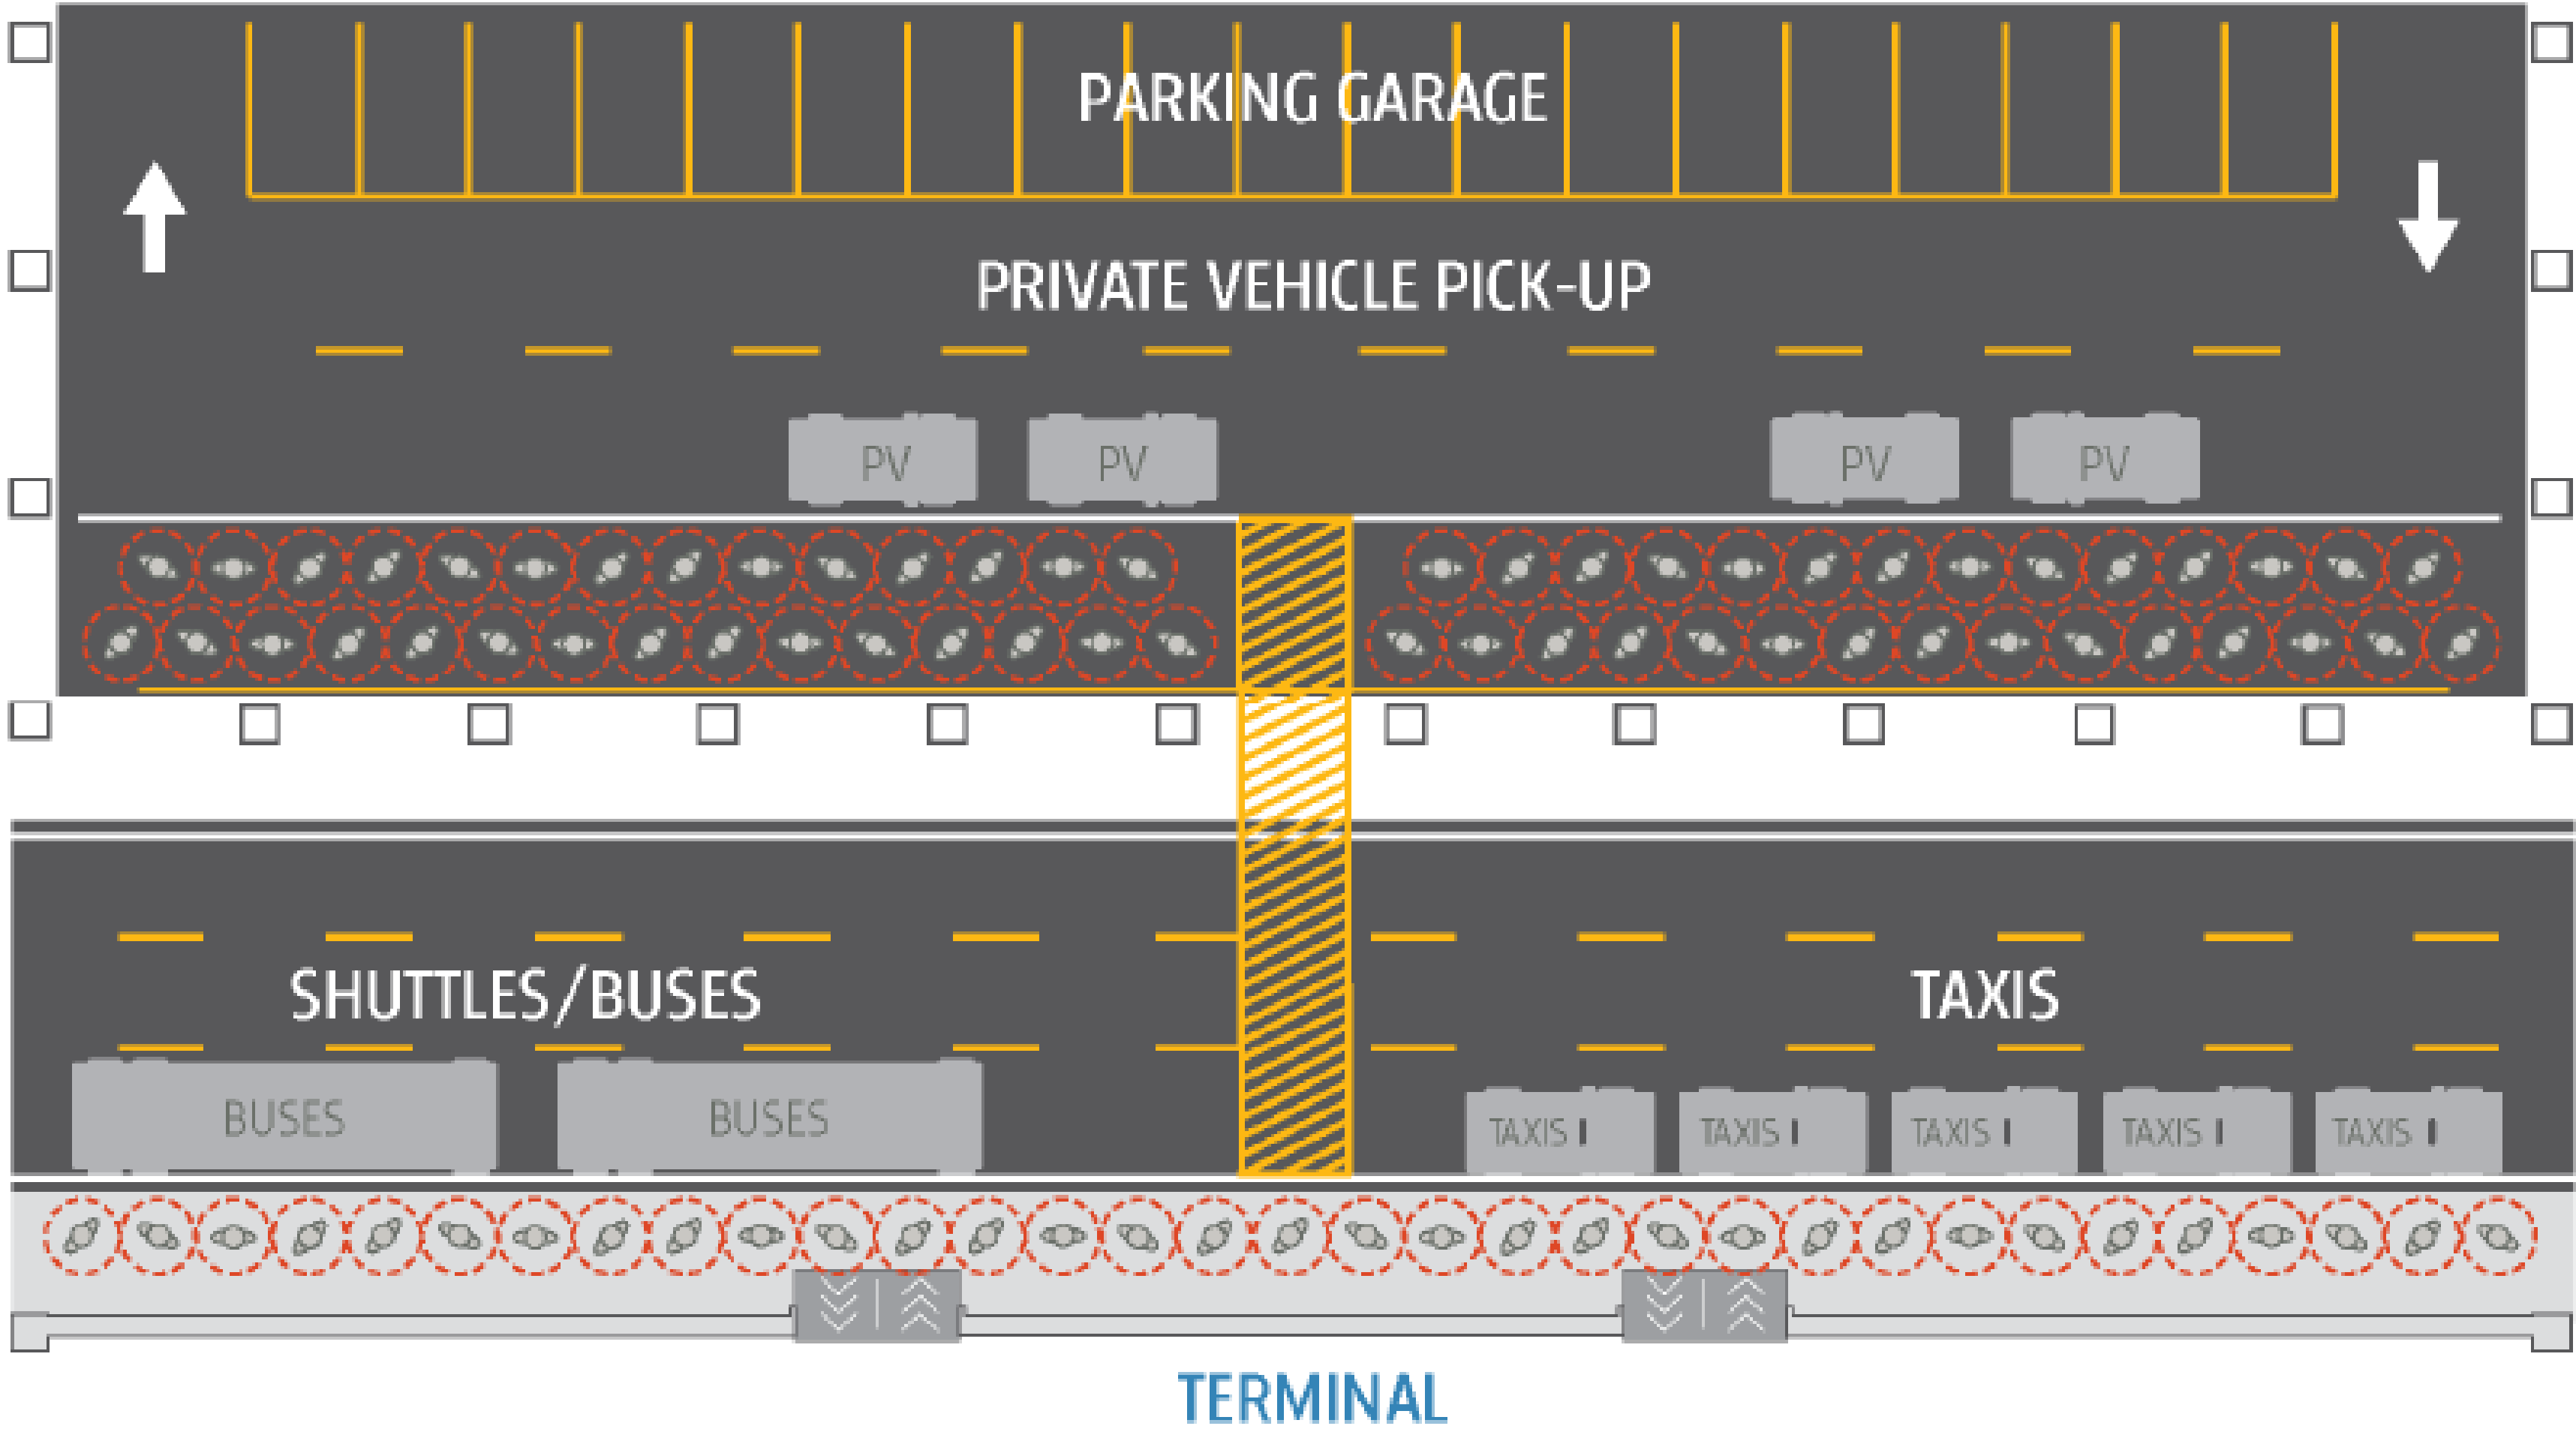 PARKING GARAGE
PRIVATE VEHICLE PICK-UP
PV PV PV PV
SHUTTLES/BUSES TAXIS
BUSES BUSES TAXIS TAXIS TAXIS TAXIS TAXIS
TERMINAL